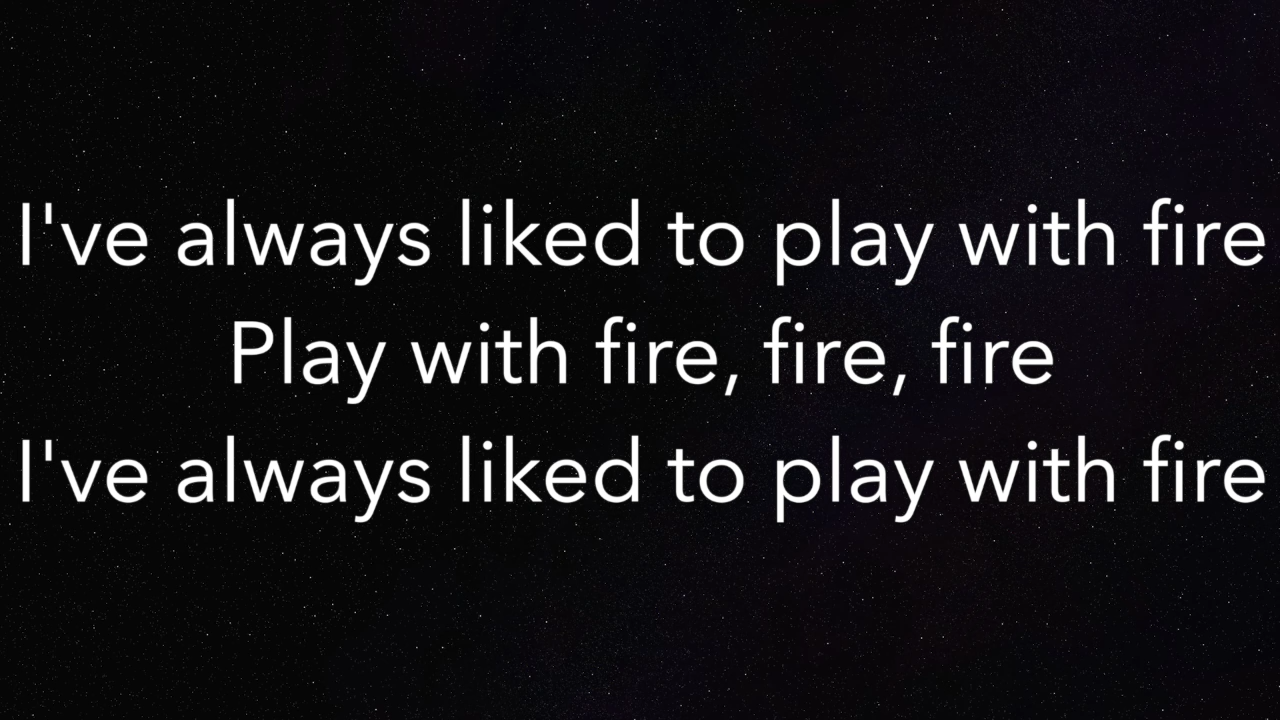 I've always liked to play with fire
Play with fire, fire, fire
I've always liked to play with fire